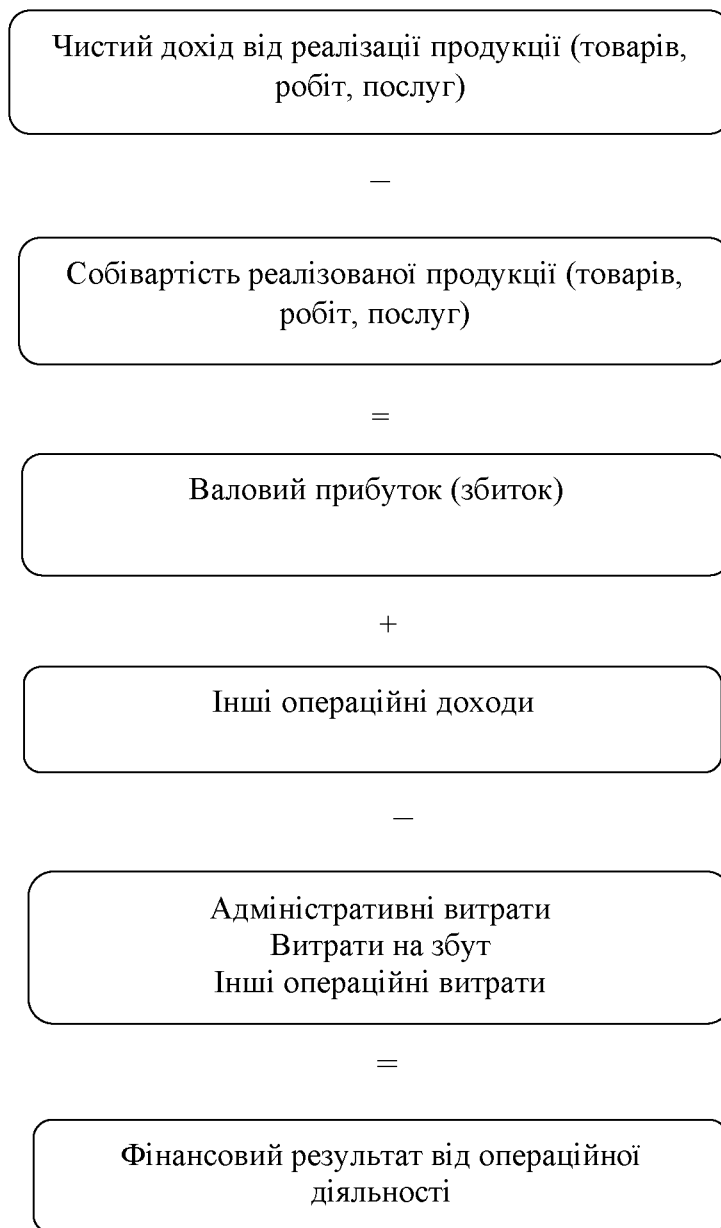 Чистий дохід від реалізації продукції (товарів,
робіт, послуг)
–
Собівартість реалізованої продукції (товарів,
робіт, послуг)
=
Валовий прибуток (збиток)
+
Інші операційні доходи
–
Адміністративні витрати
Витрати на збут
Інші операційні витрати
=
Фінансовий результат від операційної
діяльності